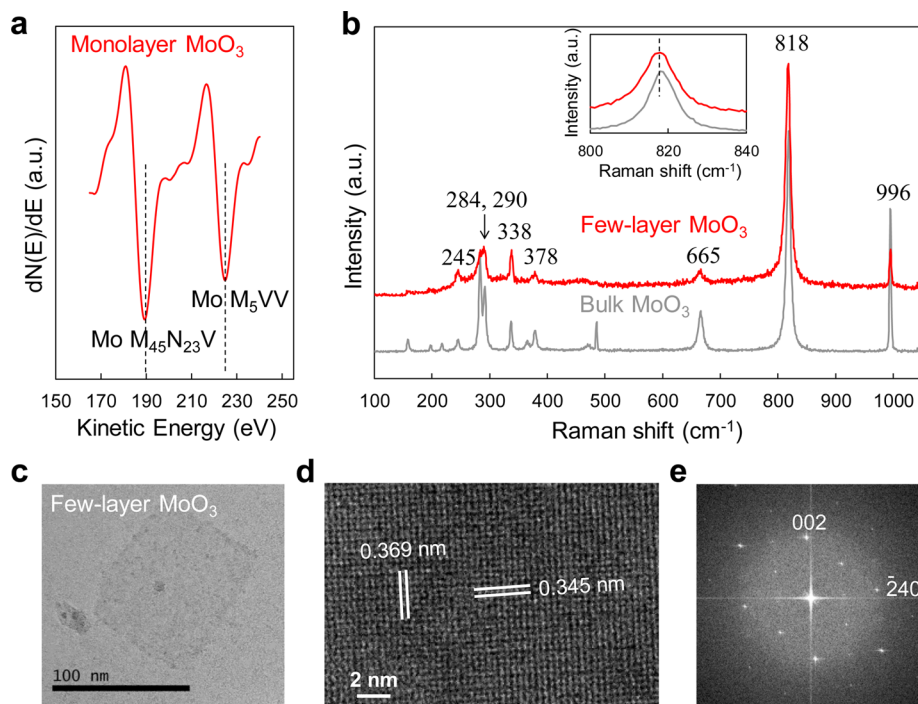 a
Monolayer MoO₃
dN(E)/dE (a.u.)
Mo M₅VV
Mo M₄₅N₂₃V
150 170 190 210 230 250
Kinetic Energy (eV)
b
Intensity (a.u.)
Intensity (a.u.)
800 820 840
Raman shift (cm⁻¹)
818
996
284, 290
338
245
378
665
Few-layer MoO₃
Bulk MoO₃
100 200 300 400 500 600 700 800 900 1000
Raman shift (cm⁻¹)
c
Few-layer MoO₃
100 nm
d
0.369 nm
0.345 nm
2 nm
e
002
2̄40